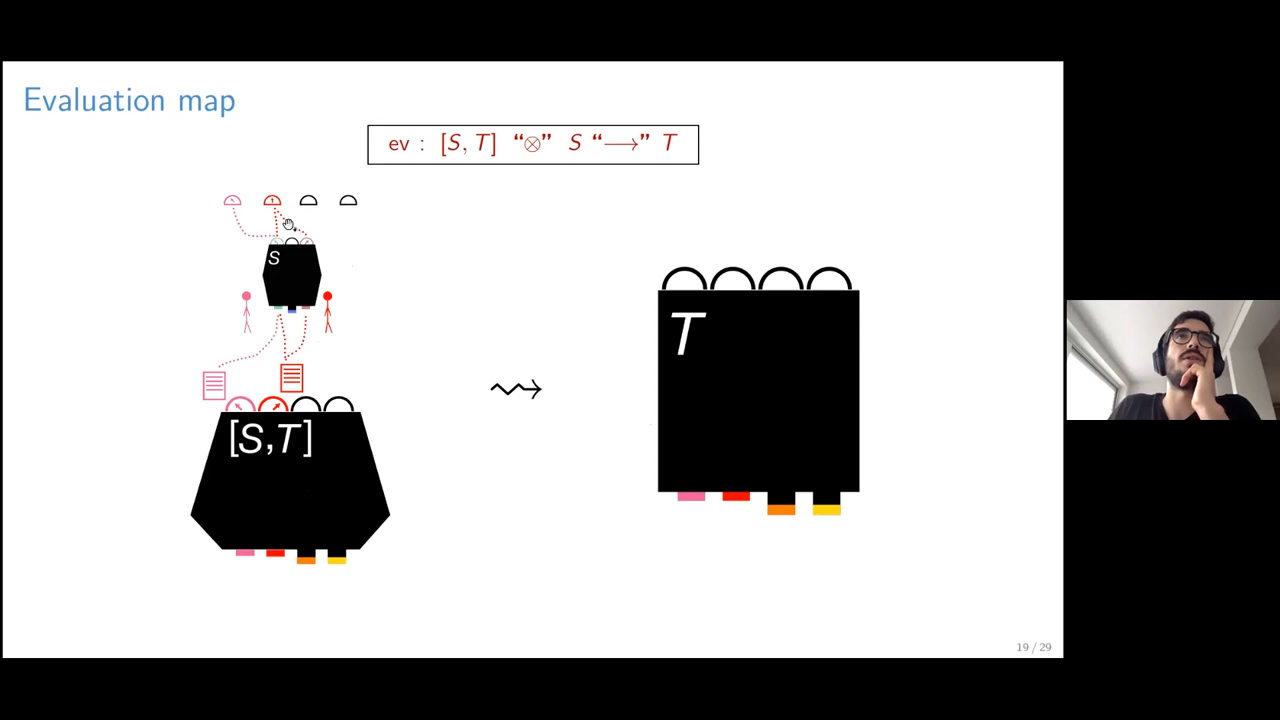 Evaluation map
ev : [S, T] “⊗” S “⟶” T
S
[S,T]
T
19 / 29